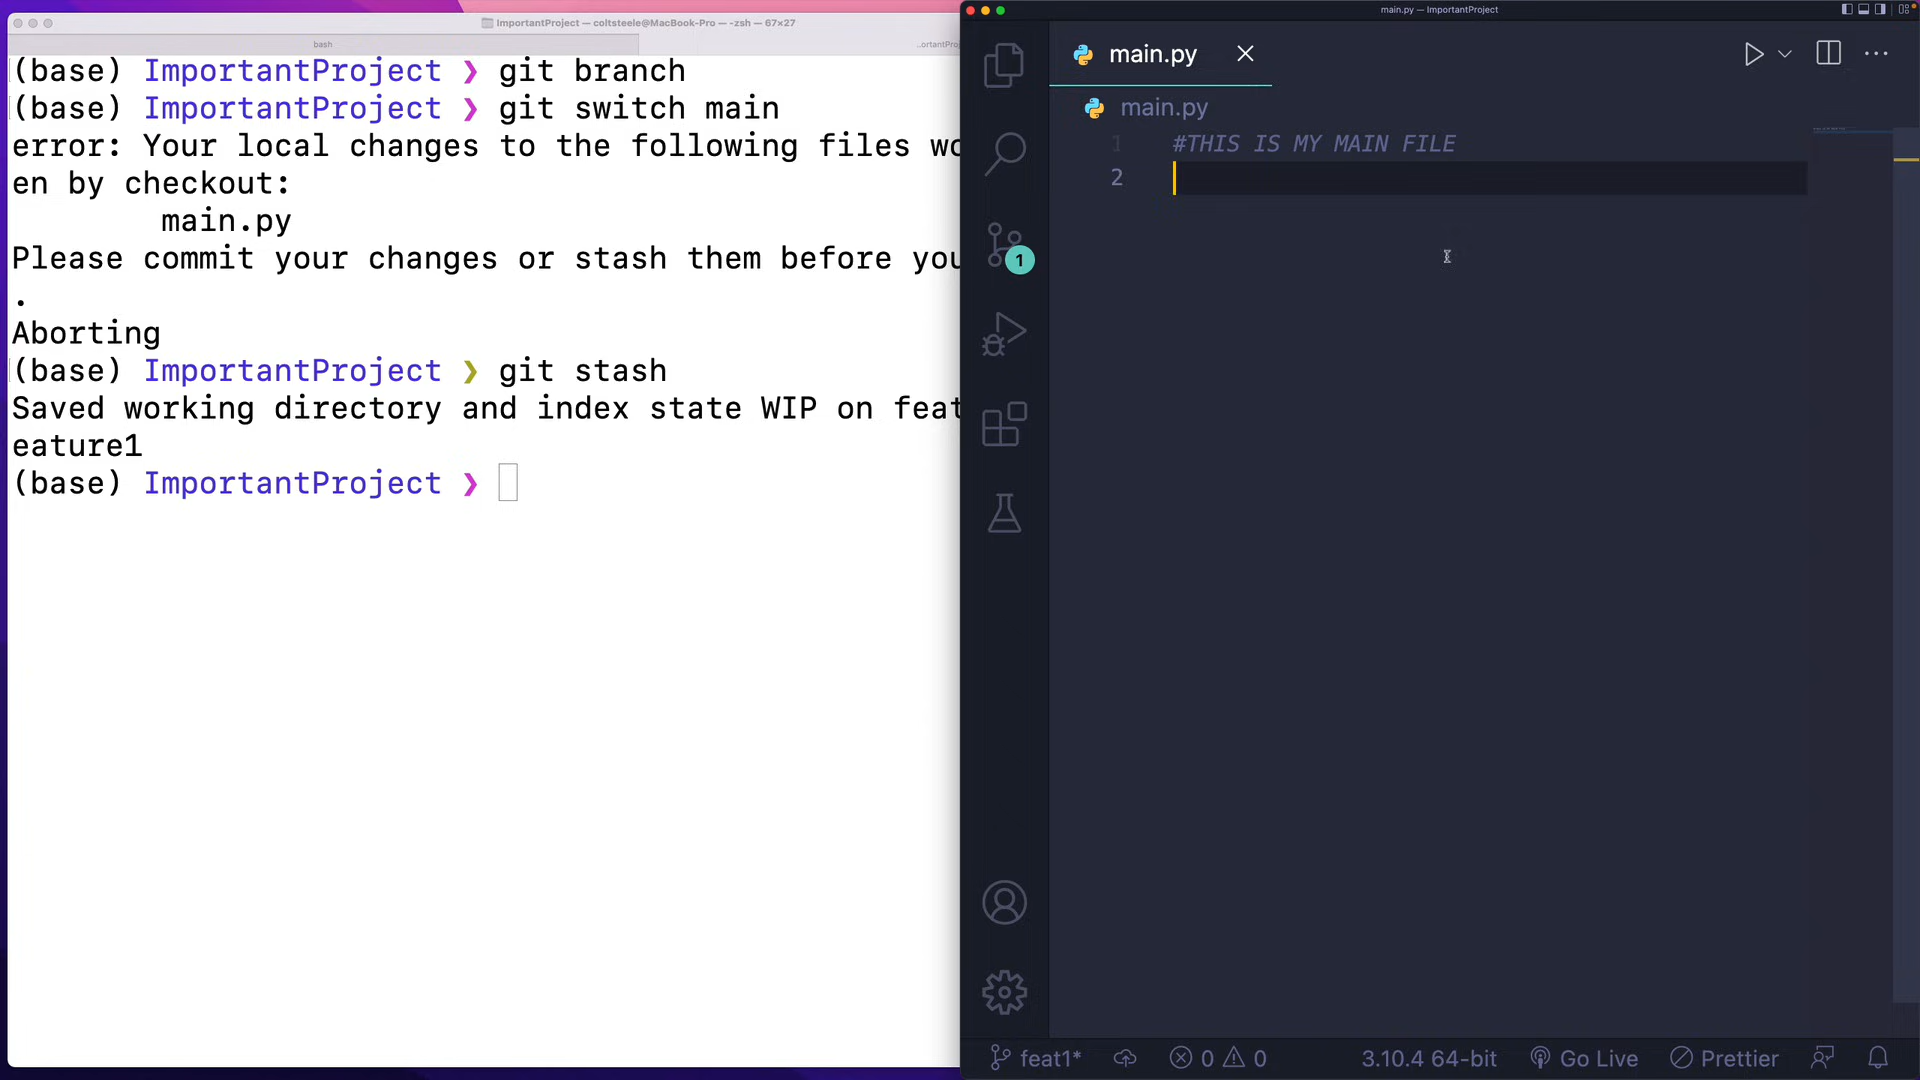 ImportantProject — coltsteele@MacBook-Pro — -zsh — 67×27
bash
..ortantProj
(base) ImportantProject ❯ git branch
(base) ImportantProject ❯ git switch main
error: Your local changes to the following files wo
en by checkout:
main.py
Please commit your changes or stash them before you
.
Aborting
(base) ImportantProject ❯ git stash
Saved working directory and index state WIP on feat
eature1
(base) ImportantProject ❯
main.py — ImportantProject
main.py
main.py
1 #THIS IS MY MAIN FILE
2
1
feat1* 0 0 3.10.4 64-bit Go Live Prettier